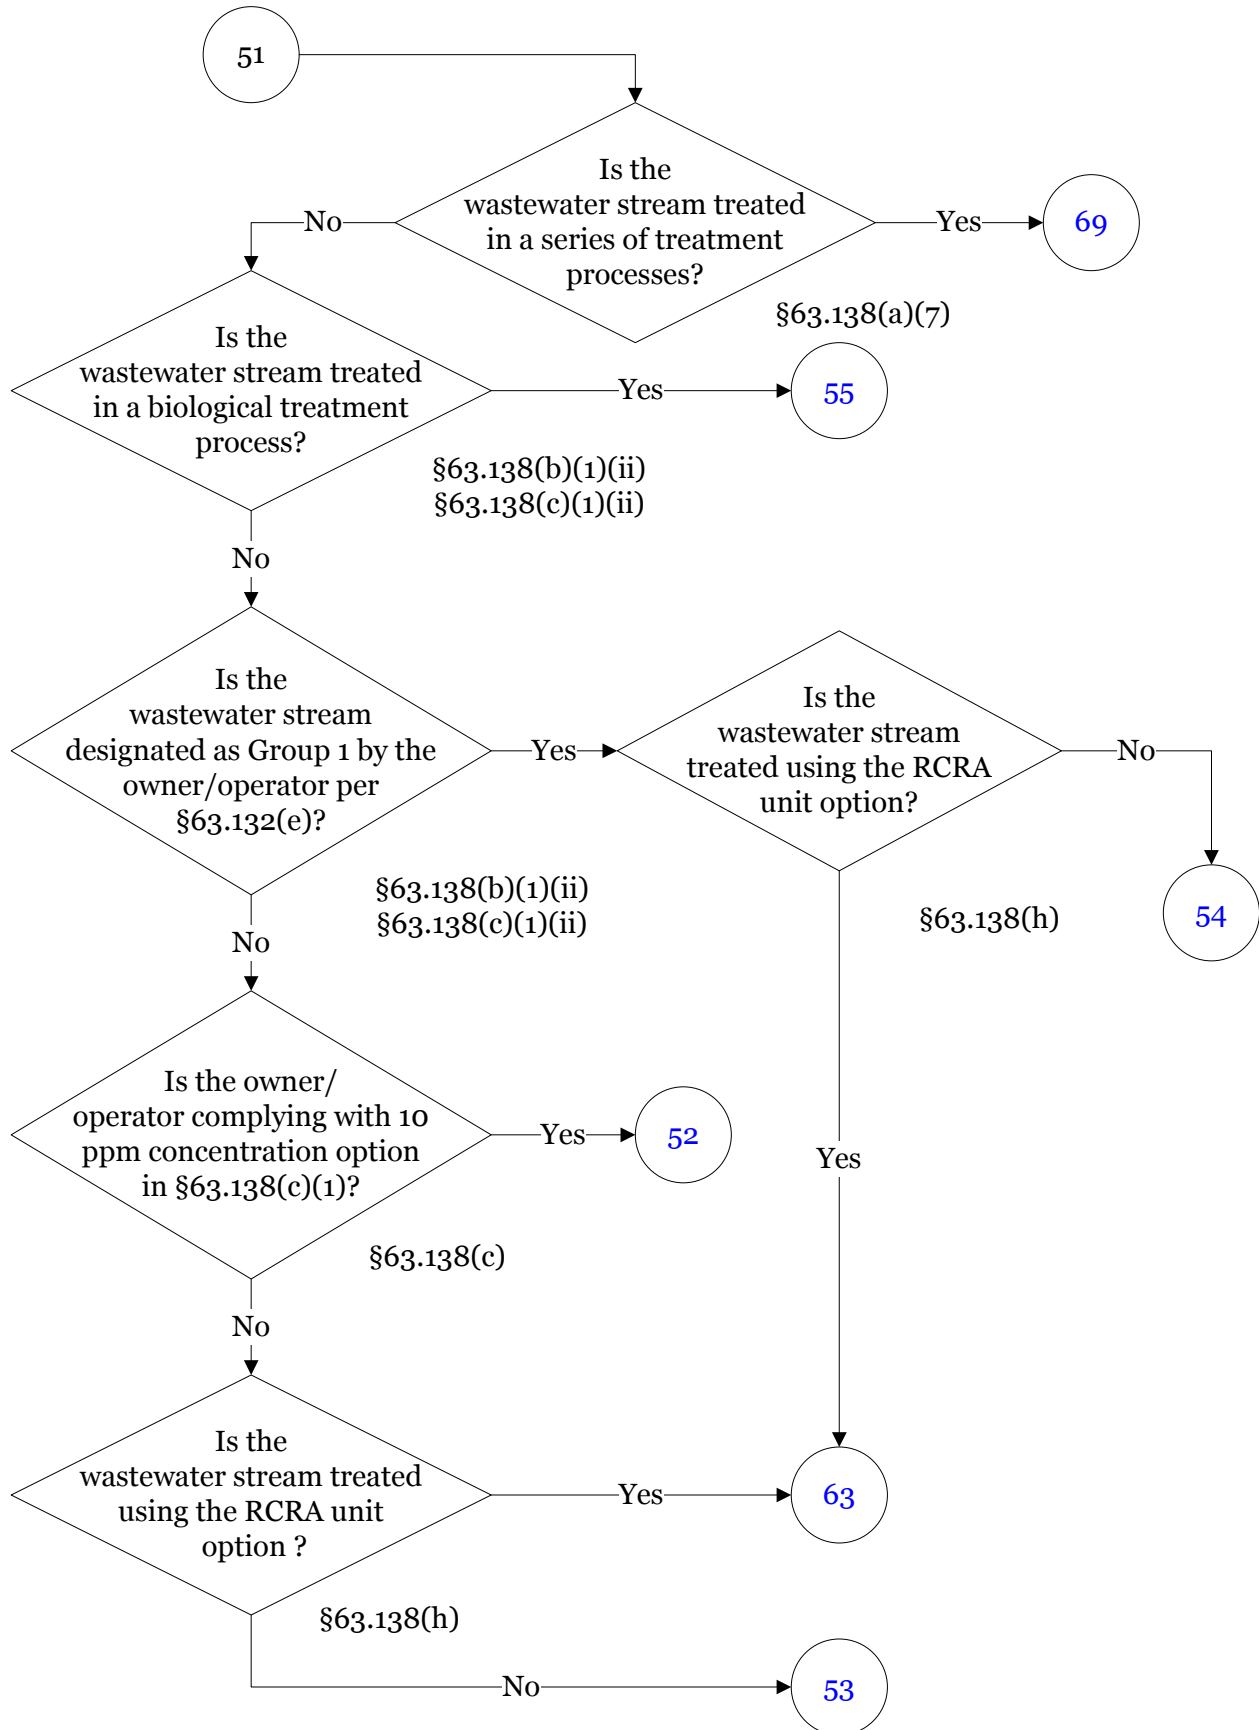 51
Is the
wastewater stream treated
in a series of treatment
processes?
No
Yes
69
§63.138(a)(7)
Is the
wastewater stream treated
in a biological treatment
process?
Yes
55
§63.138(b)(1)(ii)
§63.138(c)(1)(ii)
No
Is the
wastewater stream
designated as Group 1 by the
owner/operator per
§63.132(e)?
Yes
Is the
wastewater stream
treated using the RCRA
unit option?
No
54
§63.138(b)(1)(ii)
§63.138(c)(1)(ii)
§63.138(h)
No
Is the owner/
operator complying with 10
ppm concentration option
in §63.138(c)(1)?
Yes
52
Yes
§63.138(c)
No
Is the
wastewater stream treated
using the RCRA unit
option ?
Yes
63
§63.138(h)
No
53